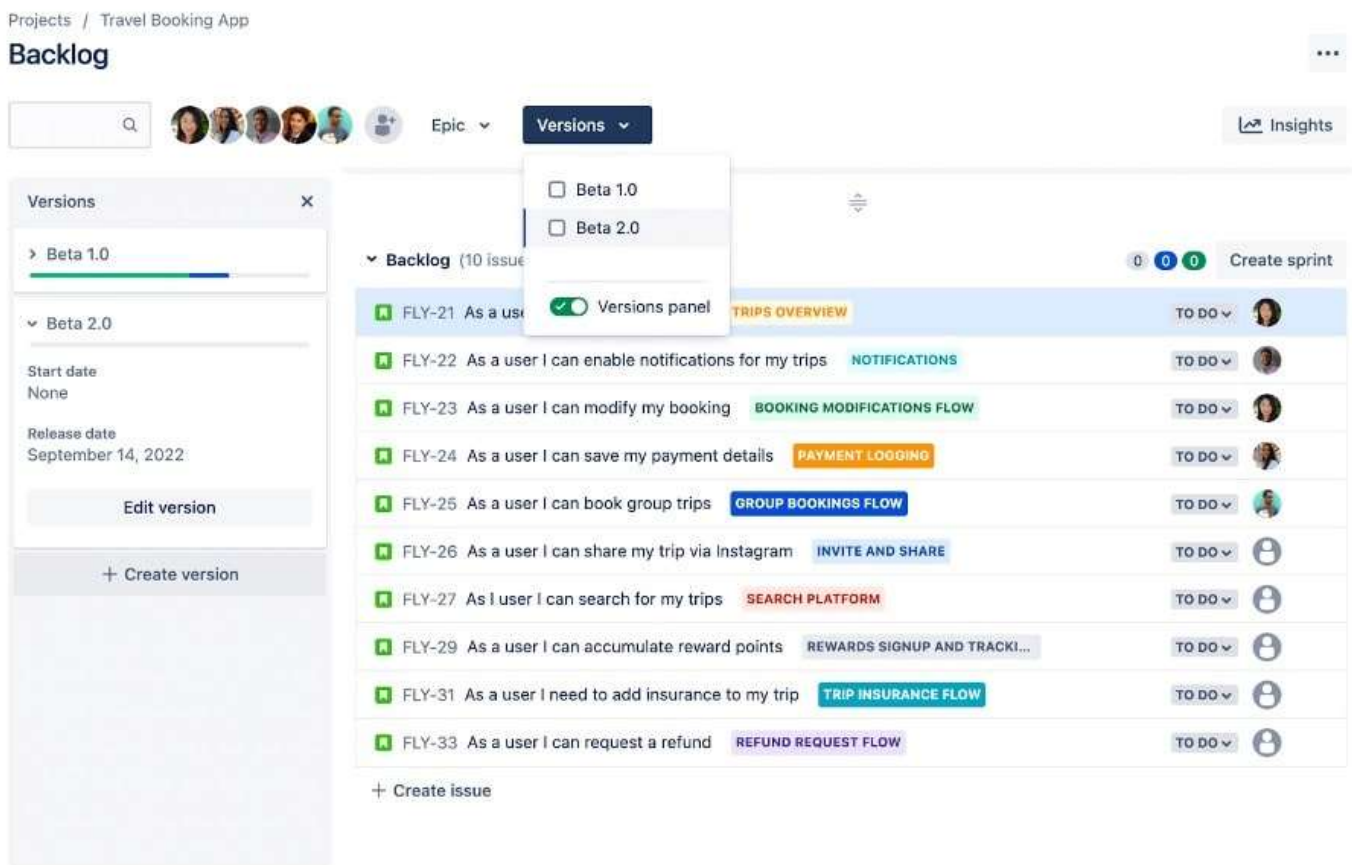 Projects / Travel Booking App
Backlog
Epic
Versions
Insights
Beta 1.0
Beta 2.0
Versions panel
Versions
Beta 1.0
Beta 2.0
Start date
None
Release date
September 14, 2022
Edit version
+ Create version
Backlog (10 issue
0 0 0 Create sprint
FLY-21 As a use TRIPS OVERVIEW TO DO
FLY-22 As a user I can enable notifications for my trips NOTIFICATIONS TO DO
FLY-23 As a user I can modify my booking BOOKING MODIFICATIONS FLOW TO DO
FLY-24 As a user I can save my payment details PAYMENT LOGGING TO DO
FLY-25 As a user I can book group trips GROUP BOOKINGS FLOW TO DO
FLY-26 As a user I can share my trip via Instagram INVITE AND SHARE TO DO
FLY-27 As I user I can search for my trips SEARCH PLATFORM TO DO
FLY-29 As a user I can accumulate reward points REWARDS SIGNUP AND TRACKI... TO DO
FLY-31 As a user I need to add insurance to my trip TRIP INSURANCE FLOW TO DO
FLY-33 As a user I can request a refund REFUND REQUEST FLOW TO DO
+ Create issue